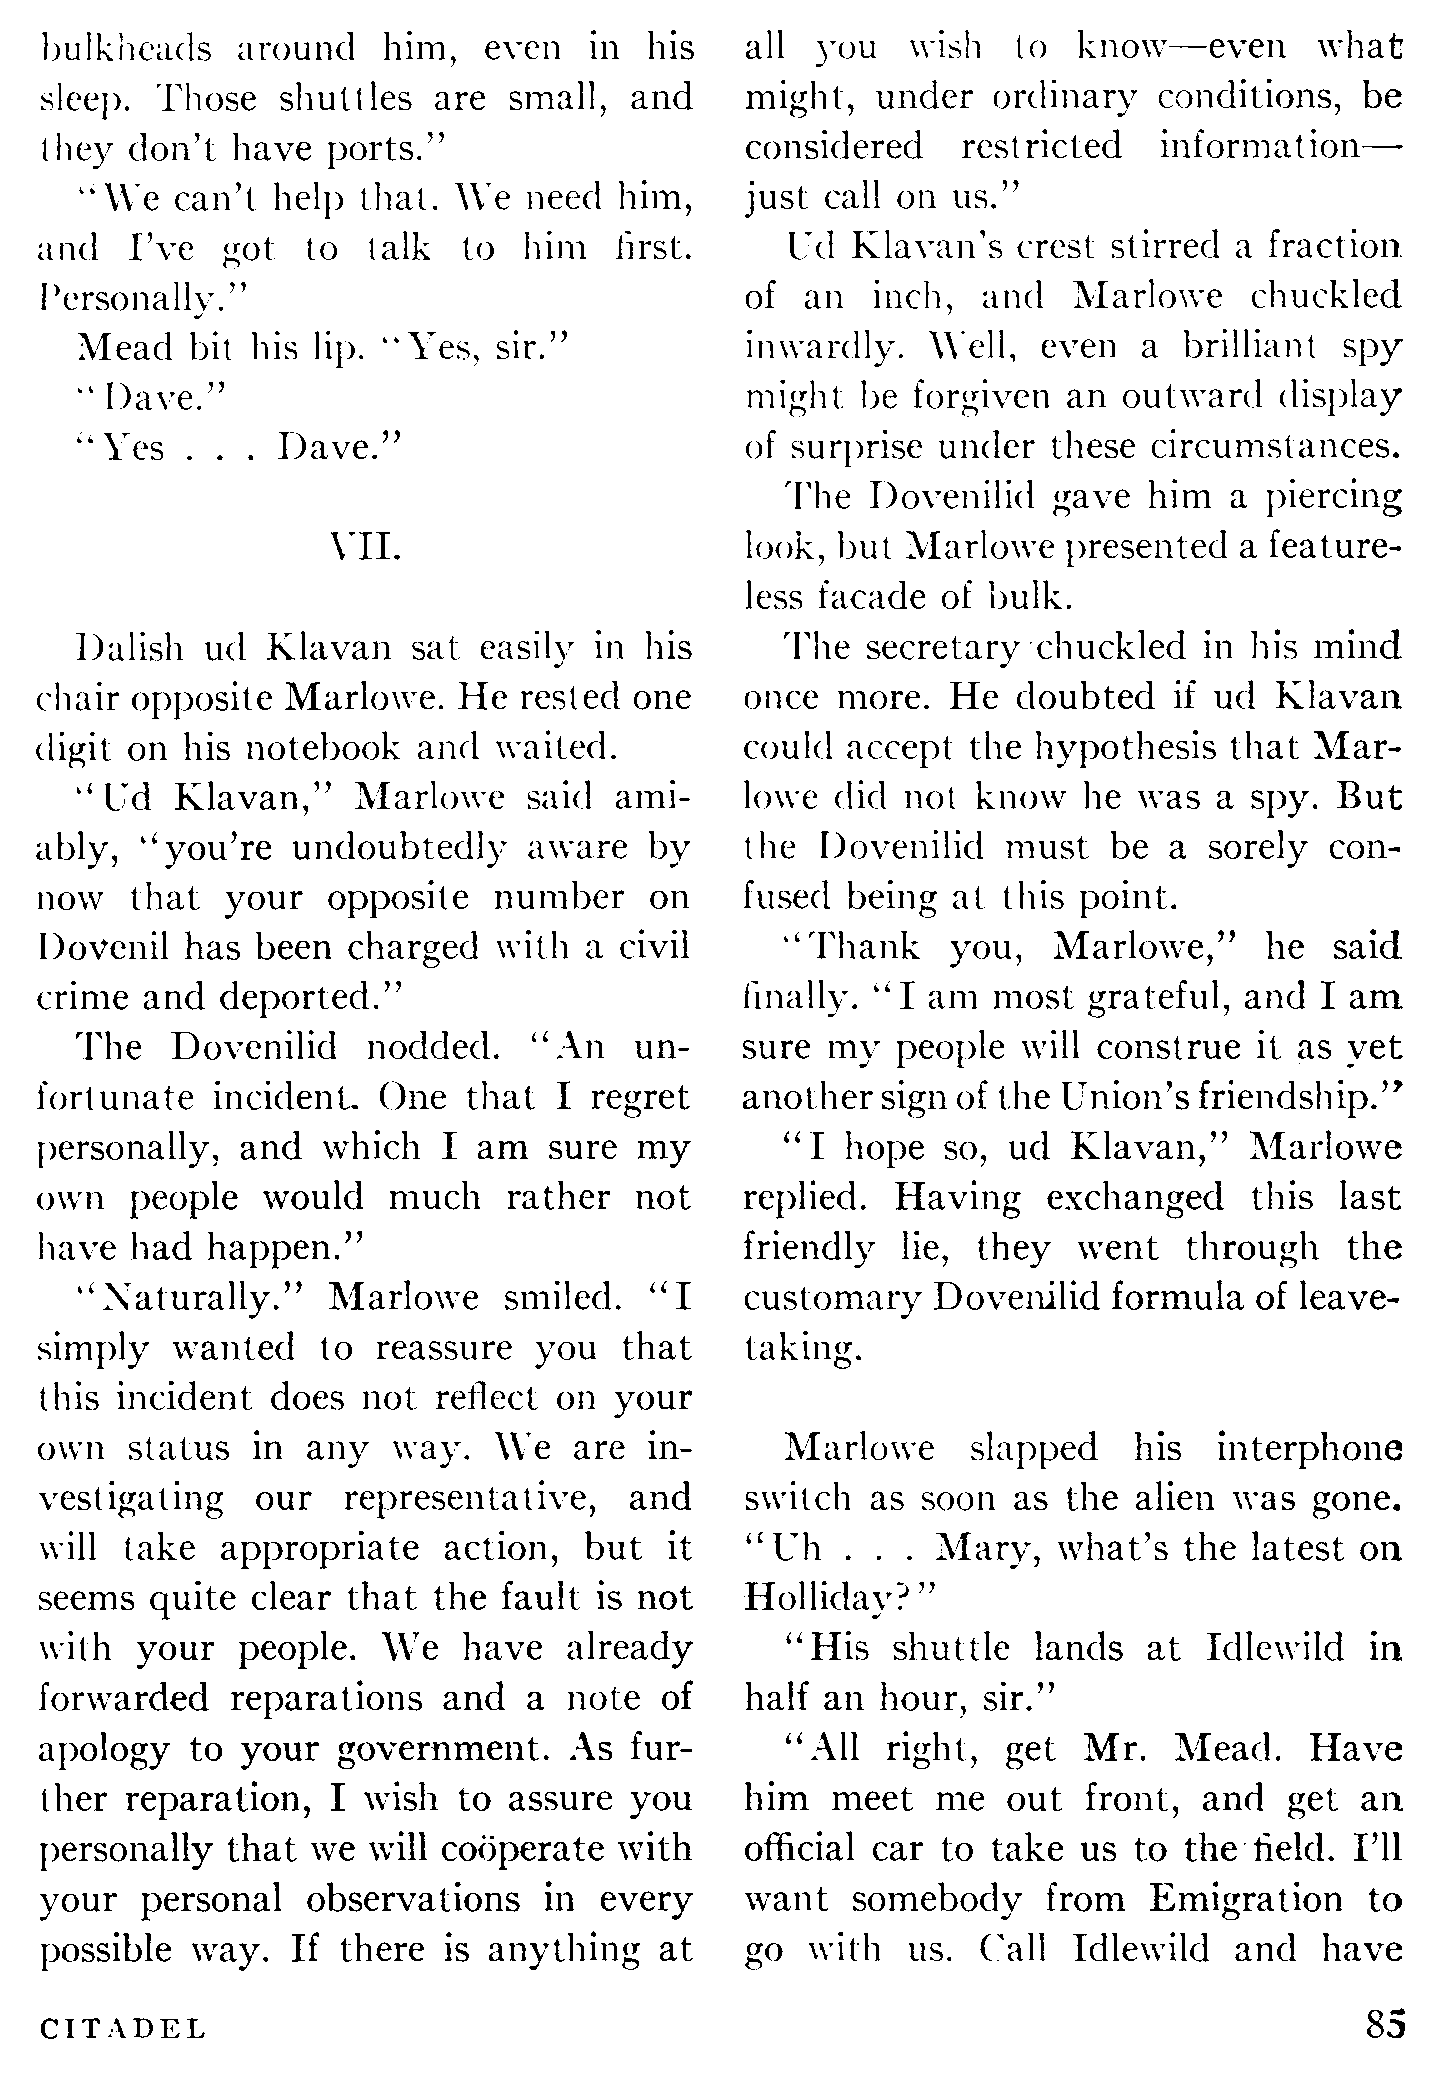 bulkheads around him, even in his
sleep. Those shuttles are small, and
they don't have ports."
"We can't help that. We need him,
and I've got to talk to him first.
Personally."
Mead bit his lip. "Yes, sir."
"Dave."
"Yes . . . Dave."
VII.
Dalish ud Klavan sat easily in his
chair opposite Marlowe. He rested one
digit on his notebook and waited.
"Ud Klavan," Marlowe said ami-
ably, "you're undoubtedly aware by
now that your opposite number on
Dovenil has been charged with a civil
crime and deported."
The Dovenilid nodded. "An un-
fortunate incident. One that I regret
personally, and which I am sure my
own people would much rather not
have had happen."
"Naturally." Marlowe smiled. "I
simply wanted to reassure you that
this incident does not reflect on your
own status in any way. We are in-
vestigating our representative, and
will take appropriate action, but it
seems quite clear that the fault is not
with your people. We have already
forwarded reparations and a note of
apology to your government. As fur-
ther reparation, I wish to assure you
personally that we will coöperate with
your personal observations in every
possible way. If there is anything at
all you wish to know—even what
might, under ordinary conditions, be
considered restricted information—
just call on us."
Ud Klavan's crest stirred a fraction
of an inch, and Marlowe chuckled
inwardly. Well, even a brilliant spy
might be forgiven an outward display
of surprise under these circumstances.
The Dovenilid gave him a piercing
look, but Marlowe presented a feature-
less facade of bulk.
The secretary chuckled in his mind
once more. He doubted if ud Klavan
could accept the hypothesis that Mar-
lowe did not know he was a spy. But
the Dovenilid must be a sorely con-
fused being at this point.
"Thank you, Marlowe," he said
finally. "I am most grateful, and I am
sure my people will construe it as yet
another sign of the Union's friendship."
"I hope so, ud Klavan," Marlowe
replied. Having exchanged this last
friendly lie, they went through the
customary Dovenilid formula of leave-
taking.
Marlowe slapped his interphone
switch as soon as the alien was gone.
"Uh . . . Mary, what's the latest on
Holliday?"
"His shuttle lands at Idlewild in
half an hour, sir."
"All right, get Mr. Mead. Have
him meet me out front, and get an
official car to take us to the field. I'll
want somebody from Emigration to
go with us. Call Idlewild and have
CITADEL
85